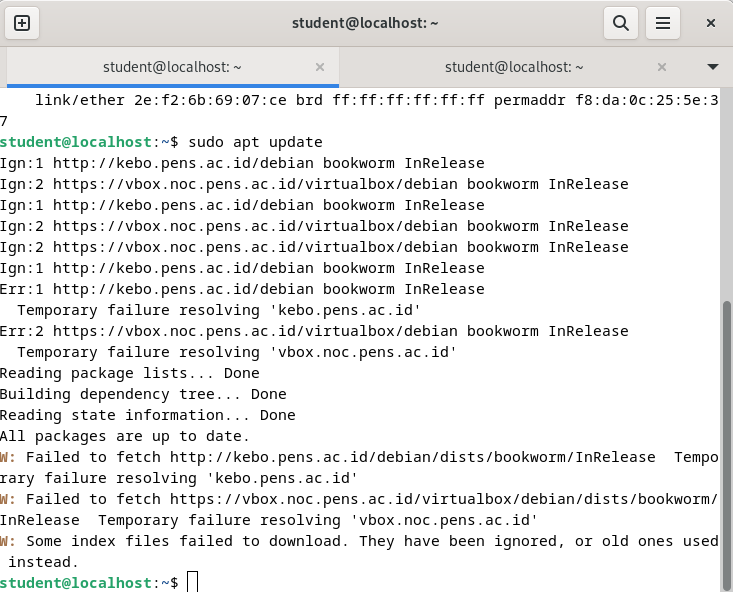 student@localhost: ~
student@localhost: ~
student@localhost: ~
    link/ether 2e:f2:6b:69:07:ce brd ff:ff:ff:ff:ff:ff permaddr f8:da:0c:25:5e:3
7
student@localhost:~$ sudo apt update
Ign:1 http://kebo.pens.ac.id/debian bookworm InRelease
Ign:2 https://vbox.noc.pens.ac.id/virtualbox/debian bookworm InRelease
Ign:1 http://kebo.pens.ac.id/debian bookworm InRelease
Ign:2 https://vbox.noc.pens.ac.id/virtualbox/debian bookworm InRelease
Ign:2 https://vbox.noc.pens.ac.id/virtualbox/debian bookworm InRelease
Ign:1 http://kebo.pens.ac.id/debian bookworm InRelease
Err:1 http://kebo.pens.ac.id/debian bookworm InRelease
  Temporary failure resolving 'kebo.pens.ac.id'
Err:2 https://vbox.noc.pens.ac.id/virtualbox/debian bookworm InRelease
  Temporary failure resolving 'vbox.noc.pens.ac.id'
Reading package lists... Done
Building dependency tree... Done
Reading state information... Done
All packages are up to date.
W: Failed to fetch http://kebo.pens.ac.id/debian/dists/bookworm/InRelease  Tempo
rary failure resolving 'kebo.pens.ac.id'
W: Failed to fetch https://vbox.noc.pens.ac.id/virtualbox/debian/dists/bookworm/
InRelease  Temporary failure resolving 'vbox.noc.pens.ac.id'
W: Some index files failed to download. They have been ignored, or old ones used
 instead.
student@localhost:~$